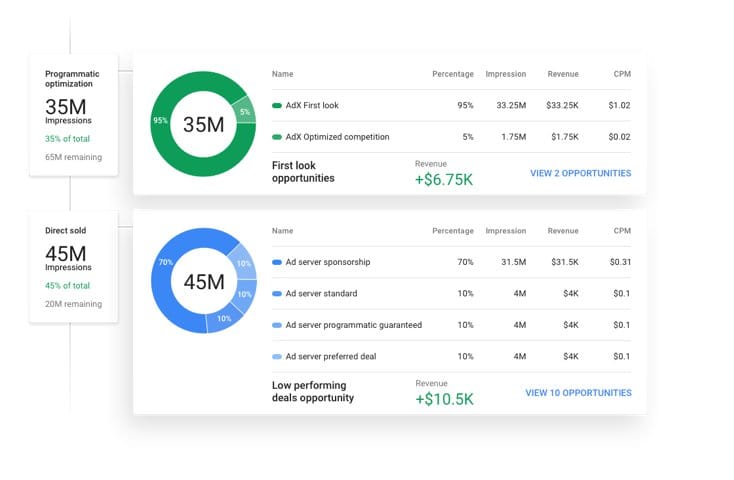 Programmatic
optimization
35M
Impressions
35% of total
65M remaining
95%
5%
35M
Name Percentage Impression Revenue CPM
AdX First look 95% 33.25M $33.25K $1.02
AdX Optimized competition 5% 1.75M $1.75K $0.02
First look
opportunities
Revenue
+$6.75K
VIEW 2 OPPORTUNITIES
Direct sold
45M
Impressions
45% of total
20M remaining
70%
10%
10%
10%
45M
Name Percentage Impression Revenue CPM
Ad server sponsorship 70% 31.5M $31.5K $0.31
Ad server standard 10% 4M $4K $0.1
Ad server programmatic guaranteed 10% 4M $4K $0.1
Ad server preferred deal 10% 4M $4K $0.1
Low performing
deals opportunity
Revenue
+$10.5K
VIEW 10 OPPORTUNITIES